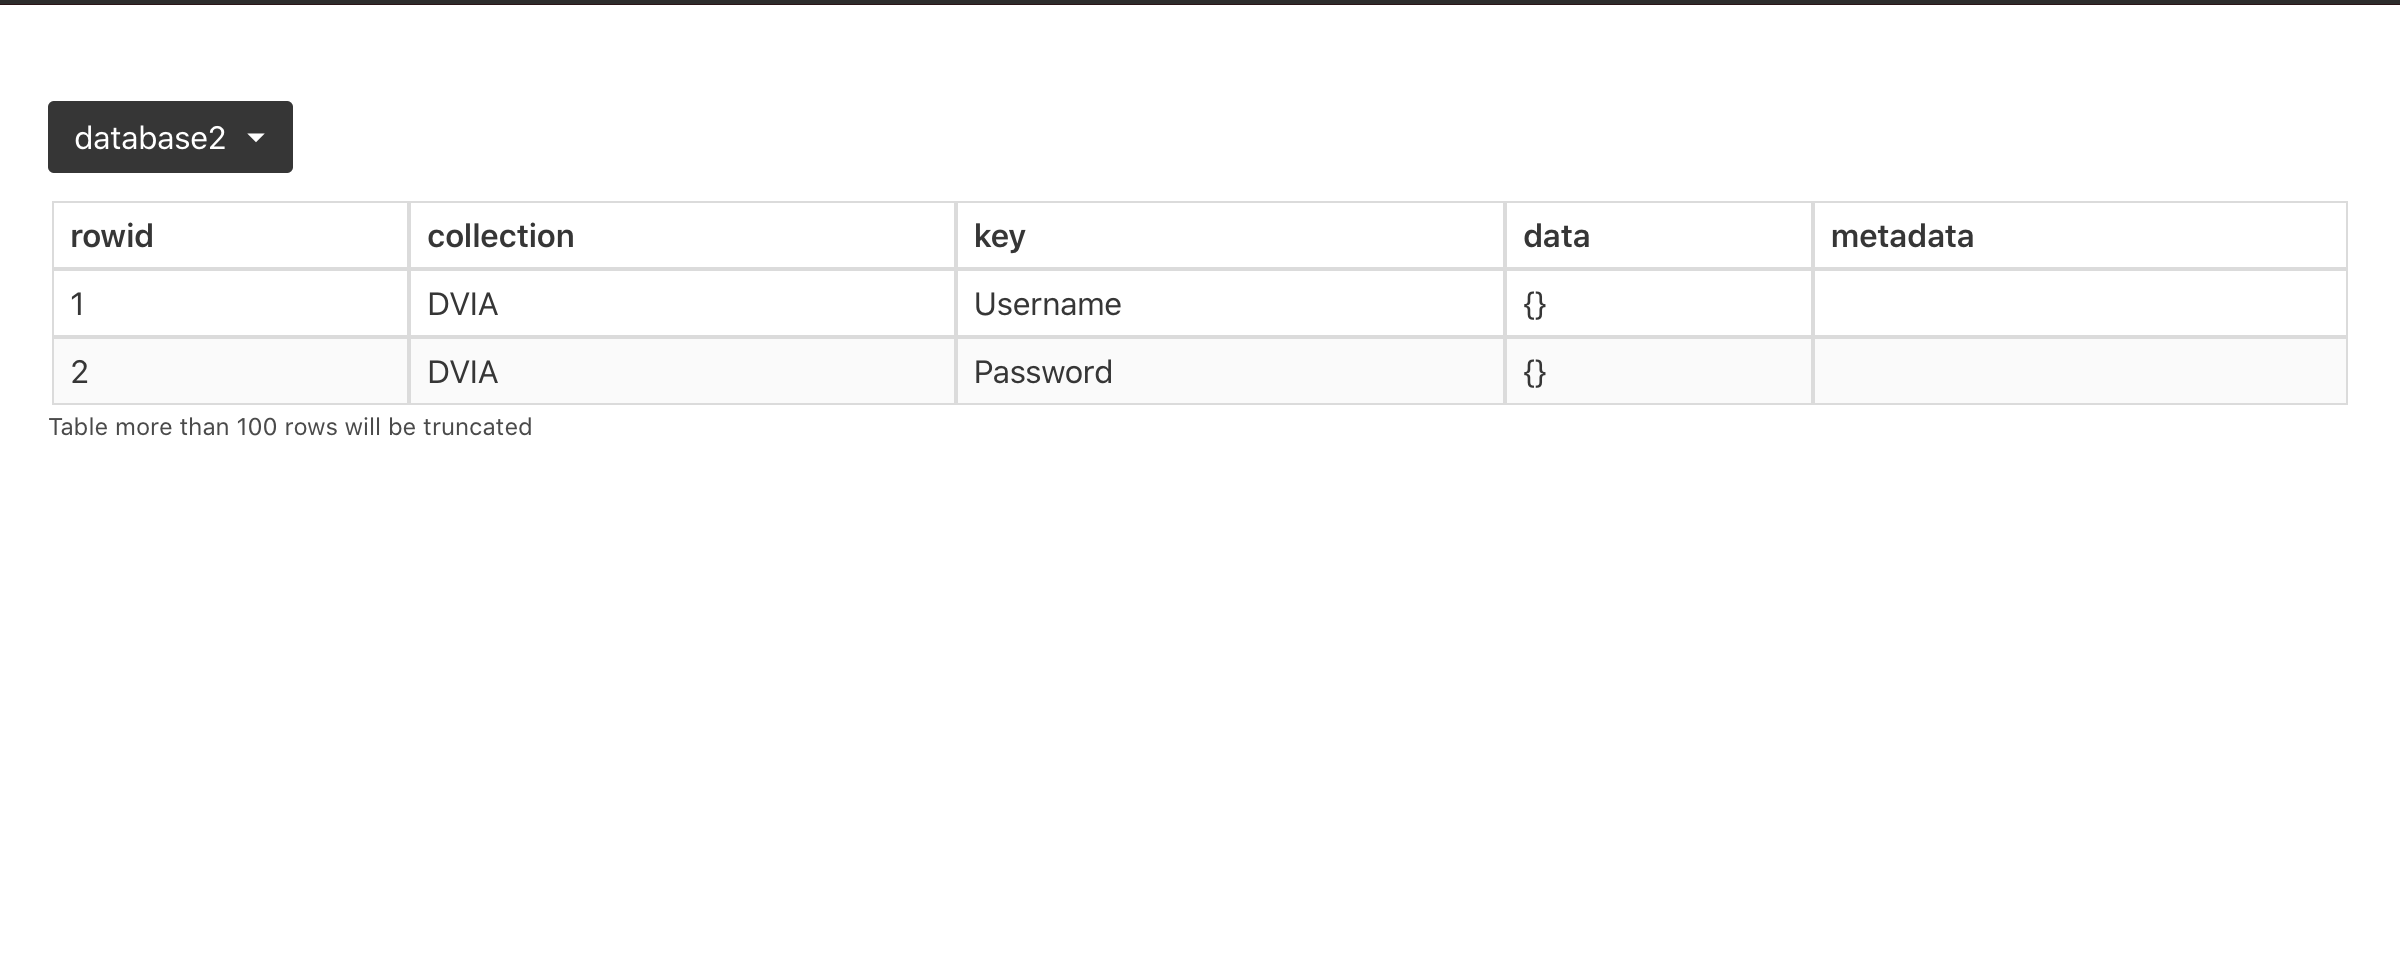 database2
rowid collection key data metadata
1 DVIA Username {}
2 DVIA Password {}
Table more than 100 rows will be truncated